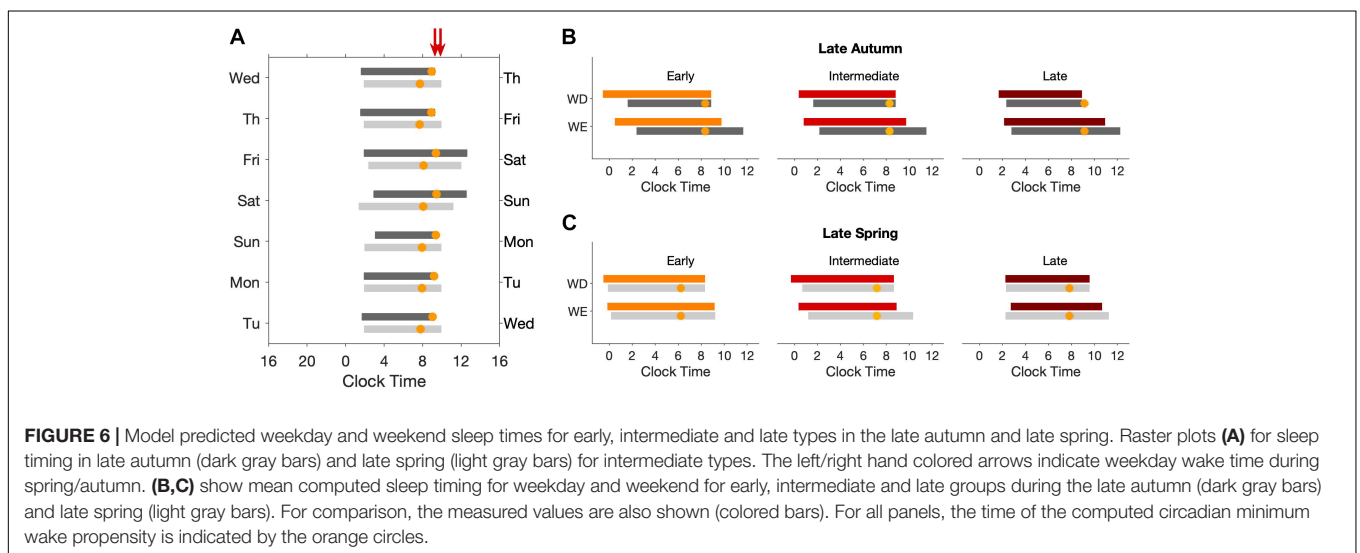 A
Wed
Th
Th
Fri
Fri
Sat
Sat
Sun
Sun
Mon
Mon
Tu
Tu
Wed
16 20 0 4 8 12 16
Clock Time
B
Late Autumn
Early Intermediate Late
WD
WE
0 2 4 6 8 10 12 0 2 4 6 8 10 12 0 2 4 6 8 10 12
Clock Time Clock Time Clock Time
C
Late Spring
Early Intermediate Late
WD
WE
0 2 4 6 8 10 12 0 2 4 6 8 10 12 0 2 4 6 8 10 12
Clock Time Clock Time Clock Time
FIGURE 6 | Model predicted weekday and weekend sleep times for early, intermediate and late types in the late autumn and late spring. Raster plots (A) for sleep
timing in late autumn (dark gray bars) and late spring (light gray bars) for intermediate types. The left/right hand colored arrows indicate weekday wake time during
spring/autumn. (B,C) show mean computed sleep timing for weekday and weekend for early, intermediate and late groups during the late autumn (dark gray bars)
and late spring (light gray bars). For comparison, the measured values are also shown (colored bars). For all panels, the time of the computed circadian minimum
wake propensity is indicated by the orange circles.